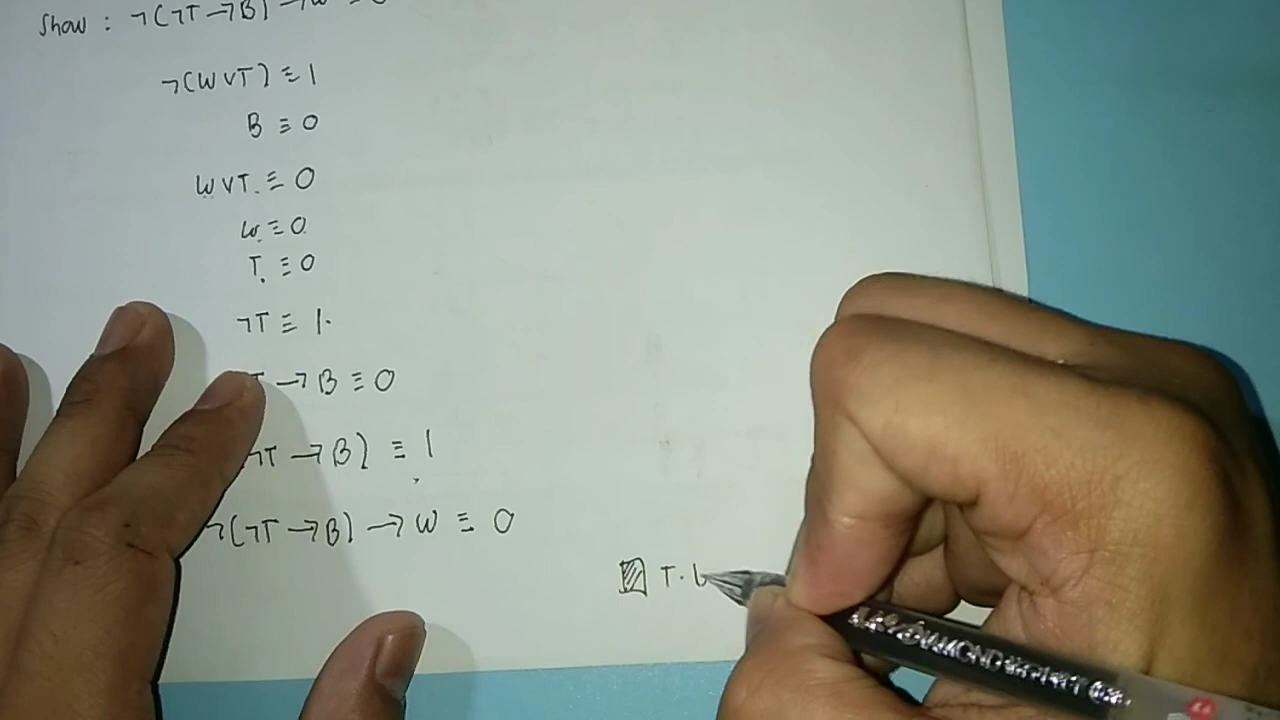 Show : ¬(¬T → B) → W ≡ 0
¬(W ∨ T) ≡ 1
B ≡ 0
W ∨ T ≡ 0
W ≡ 0
T ≡ 0
¬T ≡ 1
→ B ≡ 0
¬T → B) ≡ 1
¬(¬T → B) → W ≡ 0
T.